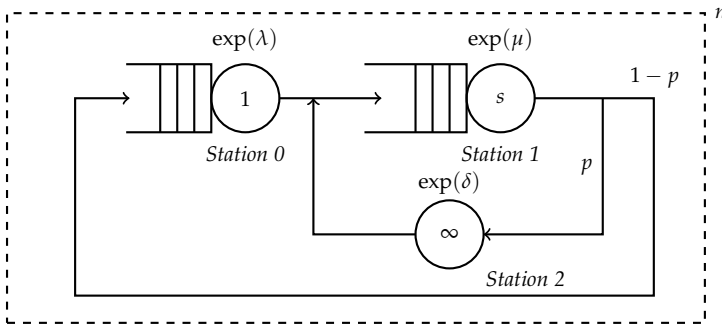 n
exp(λ)
exp(μ)
1 − p
1
s
Station 0
Station 1
p
exp(δ)
∞
Station 2